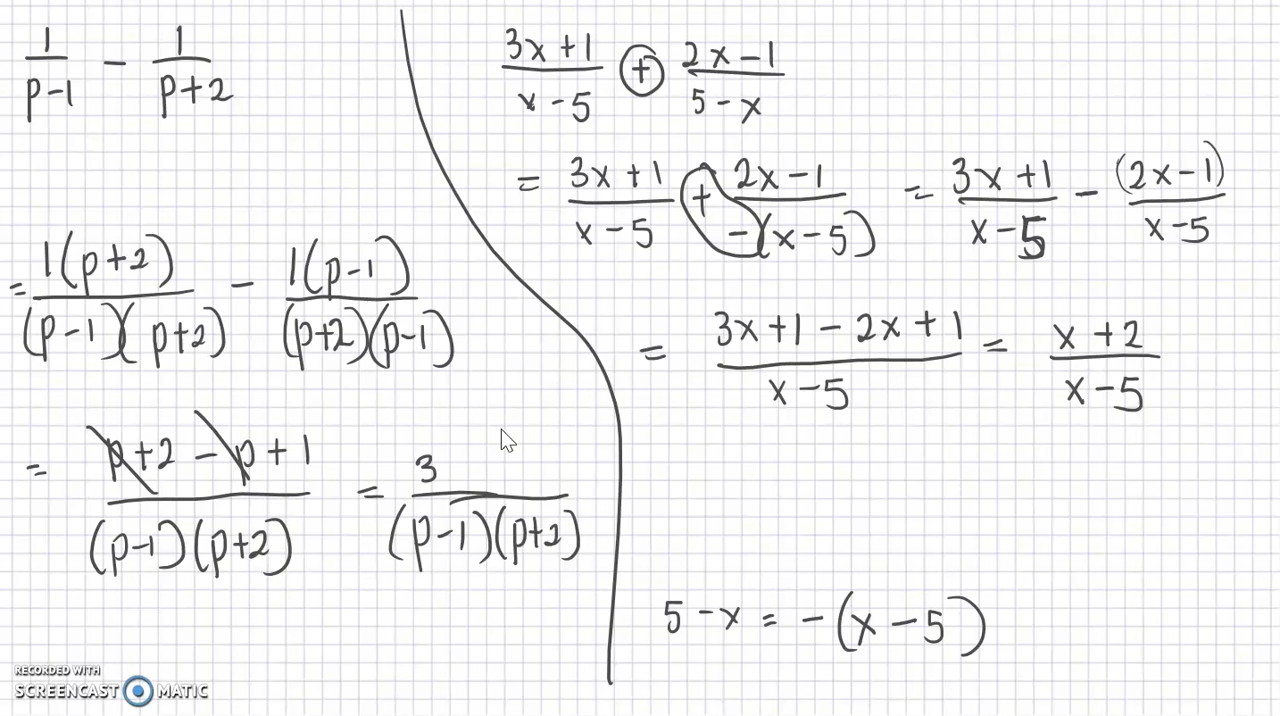 1/(p-1) - 1/(p+2)
= 1(p+2)/((p-1)(p+2)) - 1(p-1)/((p+2)(p-1))
= (p+2-p+1)/((p-1)(p+2)) = 3/((p-1)(p+2))
(3x+1)/(x-5) + (2x-1)/(5-x)
= (3x+1)/(x-5) + (2x-1)/(-(x-5)) = (3x+1)/(x-5) - (2x-1)/(x-5)
= (3x+1-2x+1)/(x-5) = (x+2)/(x-5)
5-x = -(x-5)
RECORDED WITH
SCREENCAST MATIC